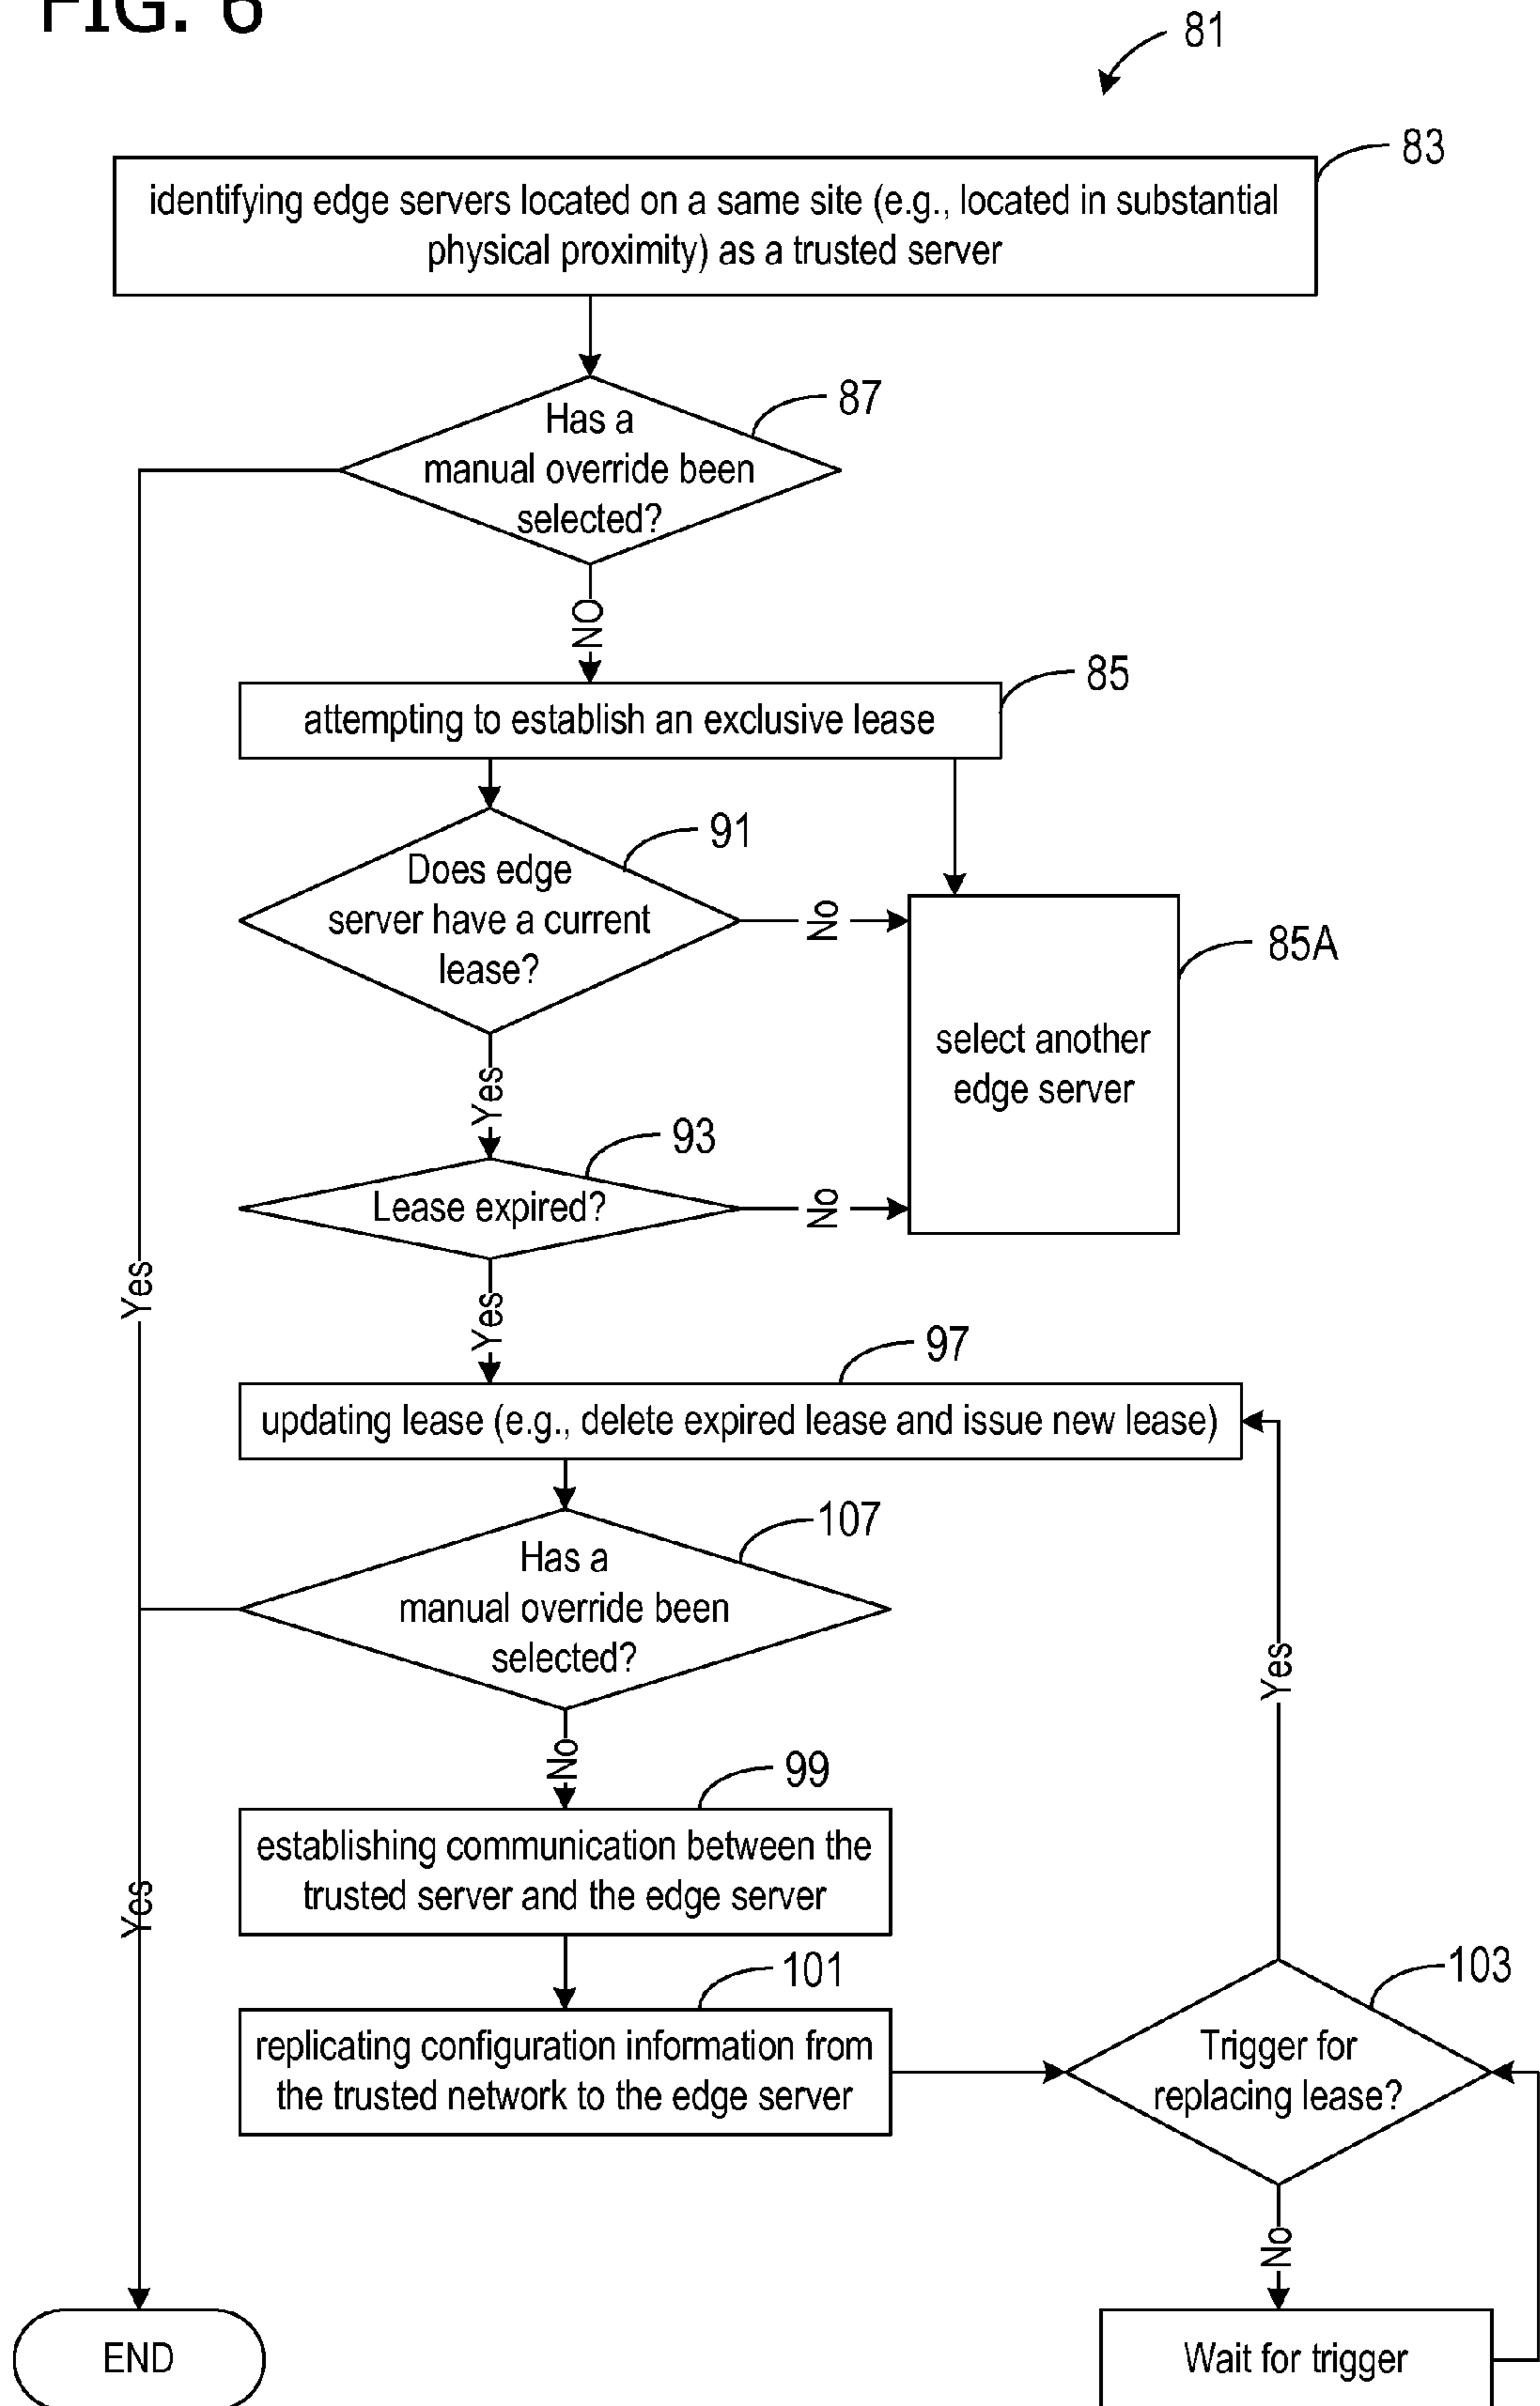 FIG. 6
81
83
identifying edge servers located on a same site (e.g., located in substantial
physical proximity) as a trusted server
87
Has a
manual override been
selected?
NO
85
attempting to establish an exclusive lease
91
Does edge
server have a current
lease?
No
85A
select another
edge server
Yes
93
Lease expired?
No
Yes
Yes
97
updating lease (e.g., delete expired lease and issue new lease)
107
Has a
manual override been
selected?
Yes
No
99
establishing communication between the
trusted server and the edge server
Yes
101
replicating configuration information from
the trusted network to the edge server
103
Trigger for
replacing lease?
No
END
Wait for trigger